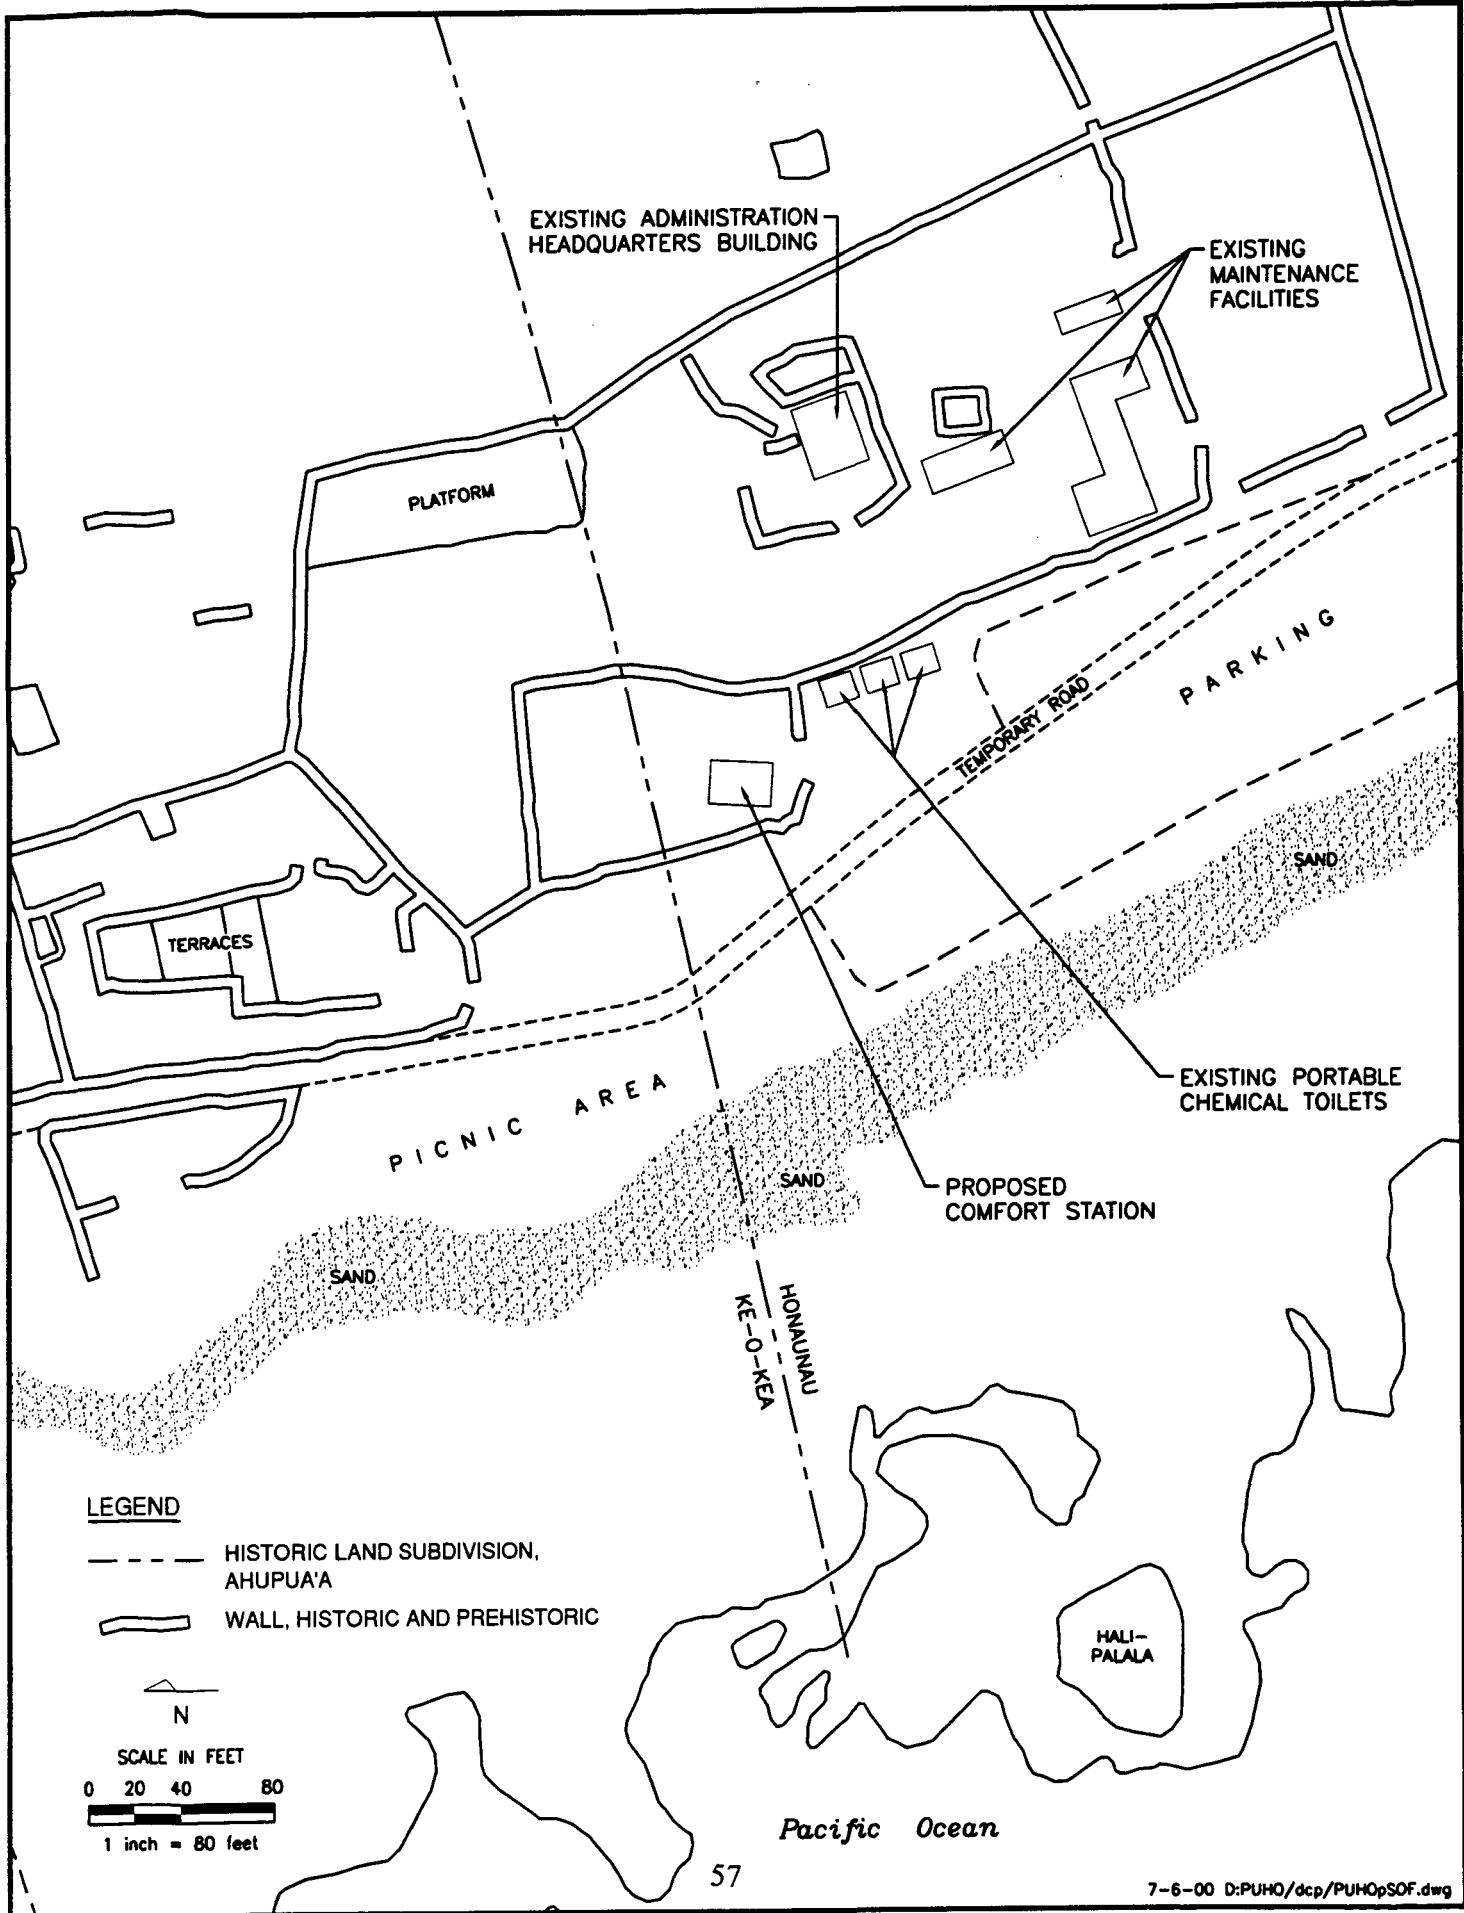 EXISTING ADMINISTRATION
HEADQUARTERS BUILDING
EXISTING
MAINTENANCE
FACILITIES
PLATFORM
PARKING
TEMPORARY ROAD
SAND
TERRACES
EXISTING PORTABLE
CHEMICAL TOILETS
PICNIC AREA
SAND
PROPOSED
COMFORT STATION
SAND
HONAUNAU
KE-O-KEA
LEGEND
HISTORIC LAND SUBDIVISION,
AHUPUA'A
WALL, HISTORIC AND PREHISTORIC
HALI-
PALALA
N
SCALE IN FEET
0 20 40 80
1 inch = 80 feet
Pacific Ocean
57
7-6-00 D:PUHO/dcp/PUHOpSOF.dwg